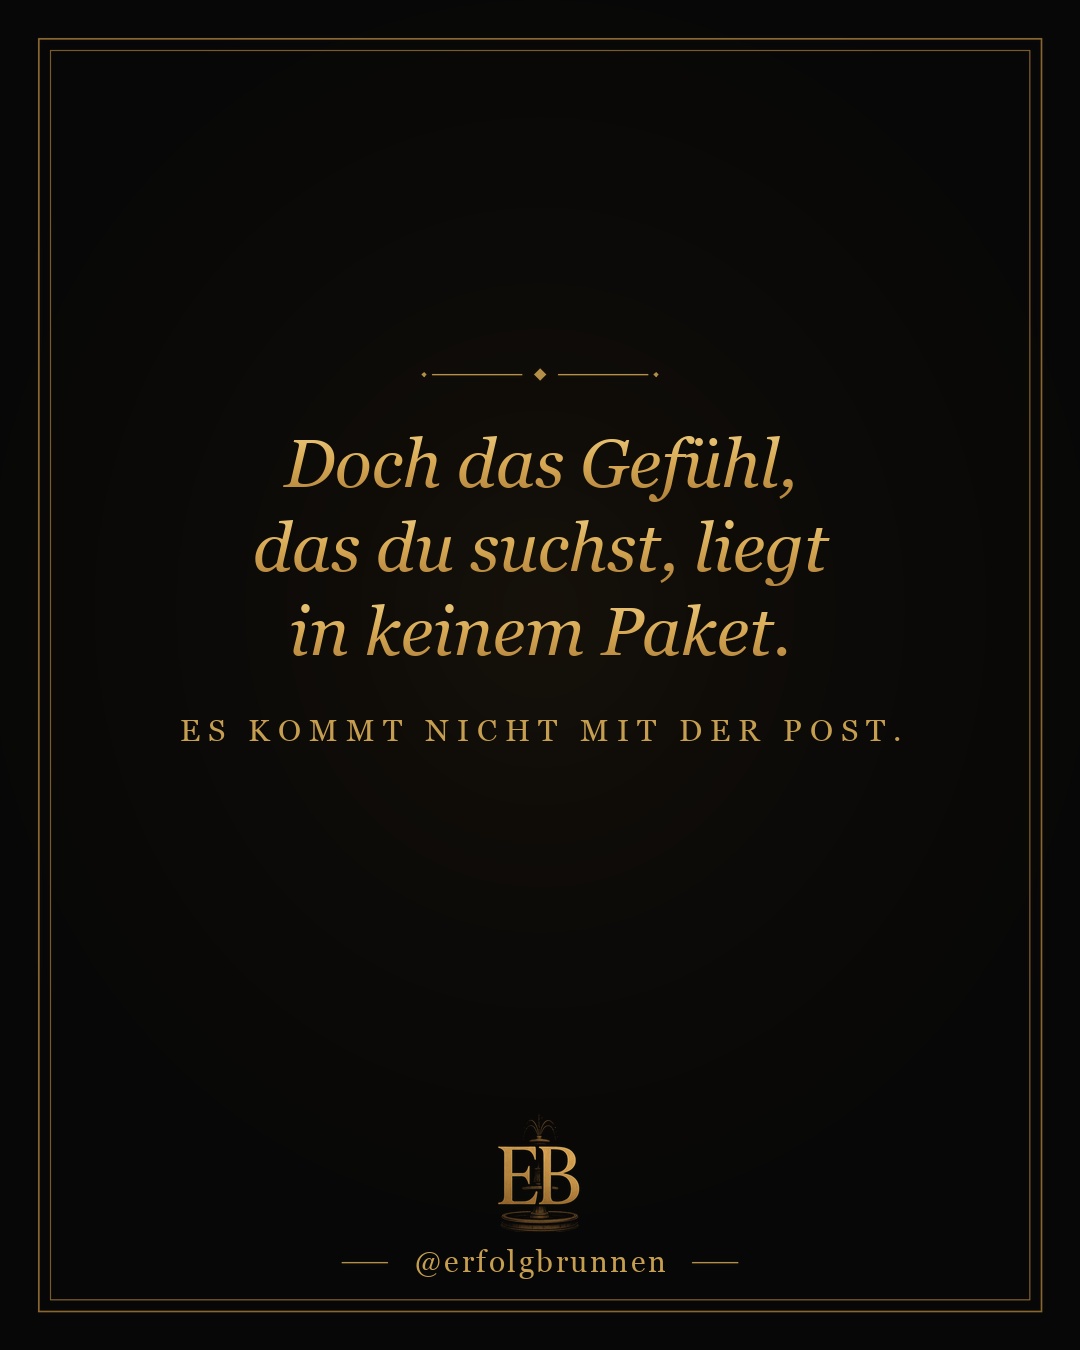 Doch das Gefühl,
das du suchst, liegt
in keinem Paket.
ES KOMMT NICHT MIT DER POST.
EB
@erfolgbrunnen